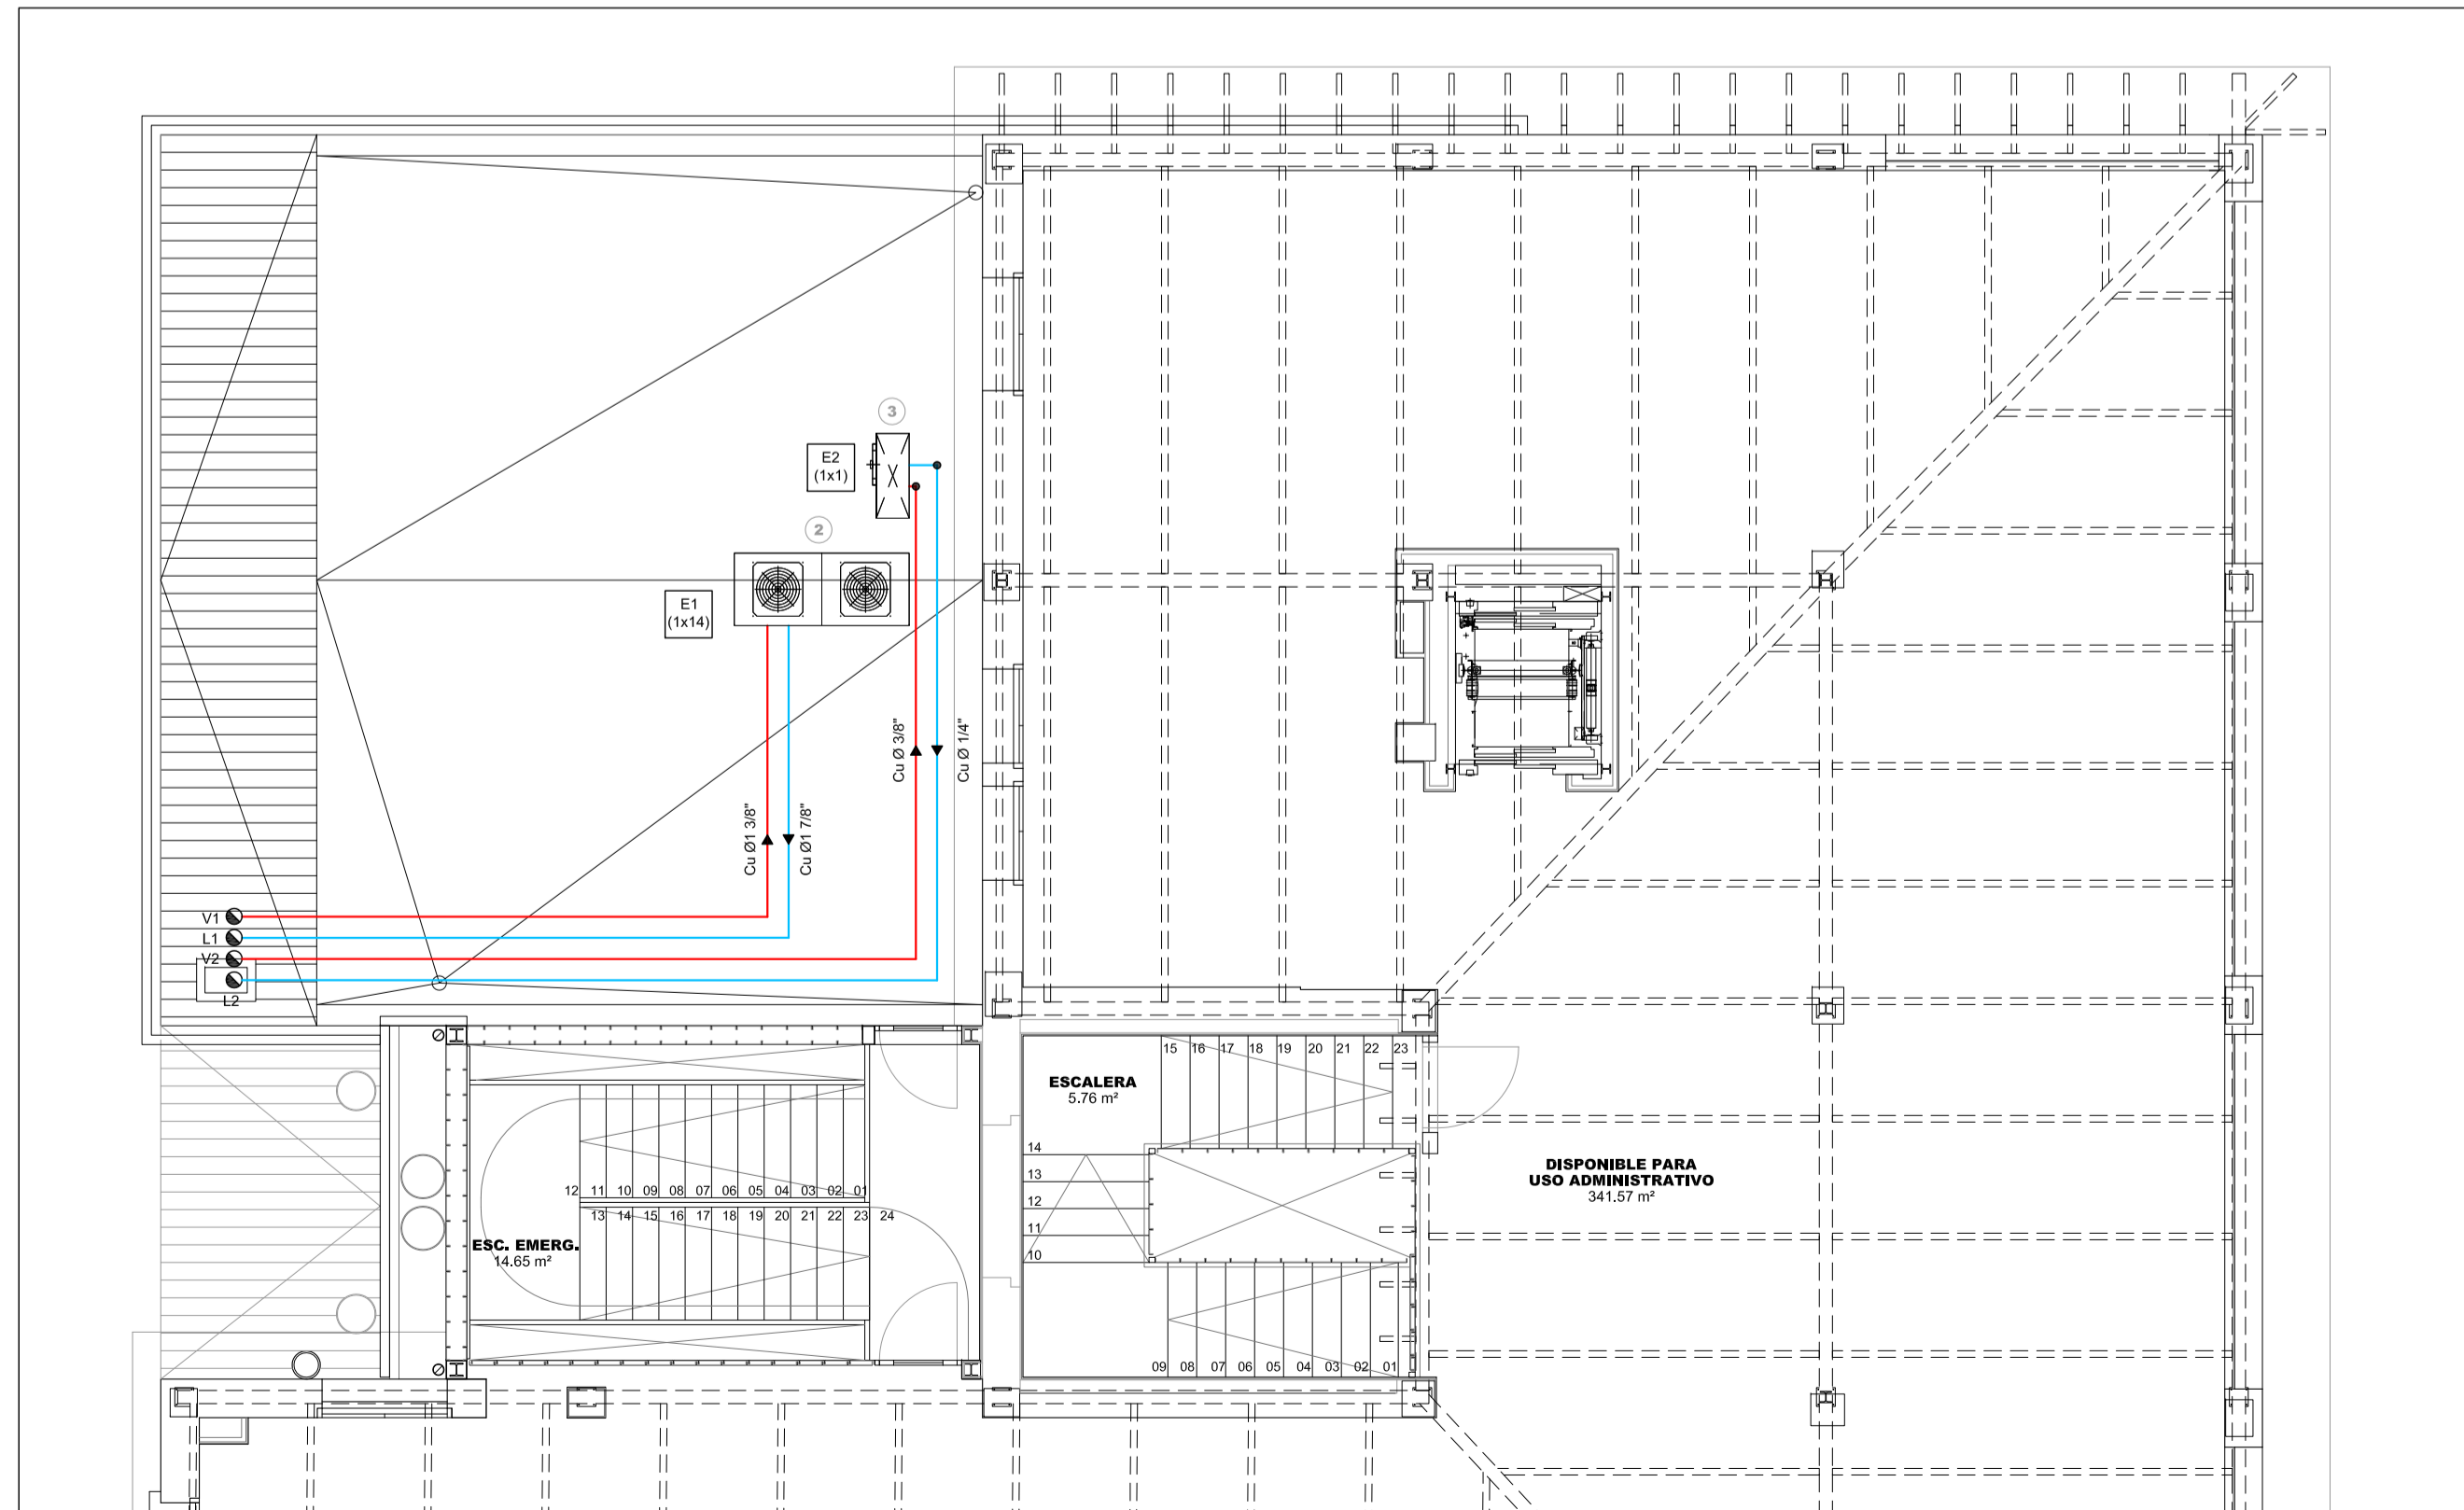 3
E2
(1x1)
2
E1
(1x14)
Cu Ø 3/8"
Cu Ø 1/4"
Cu Ø1 3/8"
Cu Ø1 7/8"
V1
L1
V2
L2
ESCALERA
5.76 m²
15 16 17 18 19 20 21 22 23
14
13
12
11
10
09 08 07 06 05 04 03 02 01
DISPONIBLE PARA
USO ADMINISTRATIVO
341.57 m²
12 11 10 09 08 07 06 05 04 03 02 01
13 14 15 16 17 18 19 20 21 22 23 24
ESC. EMERG.
14.65 m²